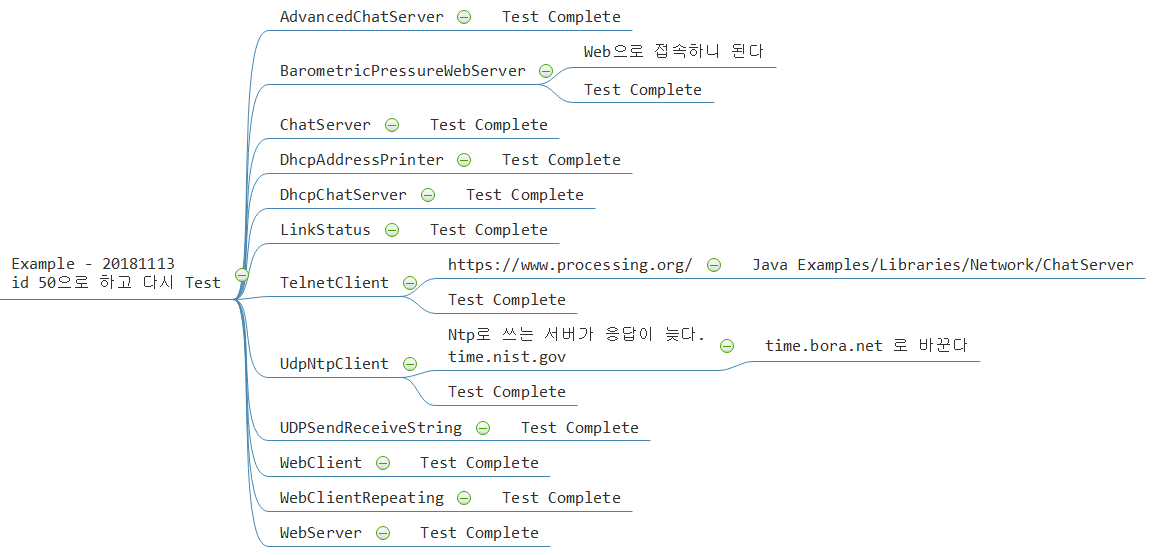 Example - 20181113
id 50으로 하고 다시 Test
AdvancedChatServer
Test Complete
BarometricPressureWebServer
Web으로 접속하니 된다
Test Complete
ChatServer
Test Complete
DhcpAddressPrinter
Test Complete
DhcpChatServer
Test Complete
LinkStatus
Test Complete
TelnetClient
https://www.processing.org/
Java Examples/Libraries/Network/ChatServer
Test Complete
UdpNtpClient
Ntp로 쓰는 서버가 응답이 늦다.
time.nist.gov
time.bora.net 로 바꾼다
Test Complete
UDPSendReceiveString
Test Complete
WebClient
Test Complete
WebClientRepeating
Test Complete
WebServer
Test Complete